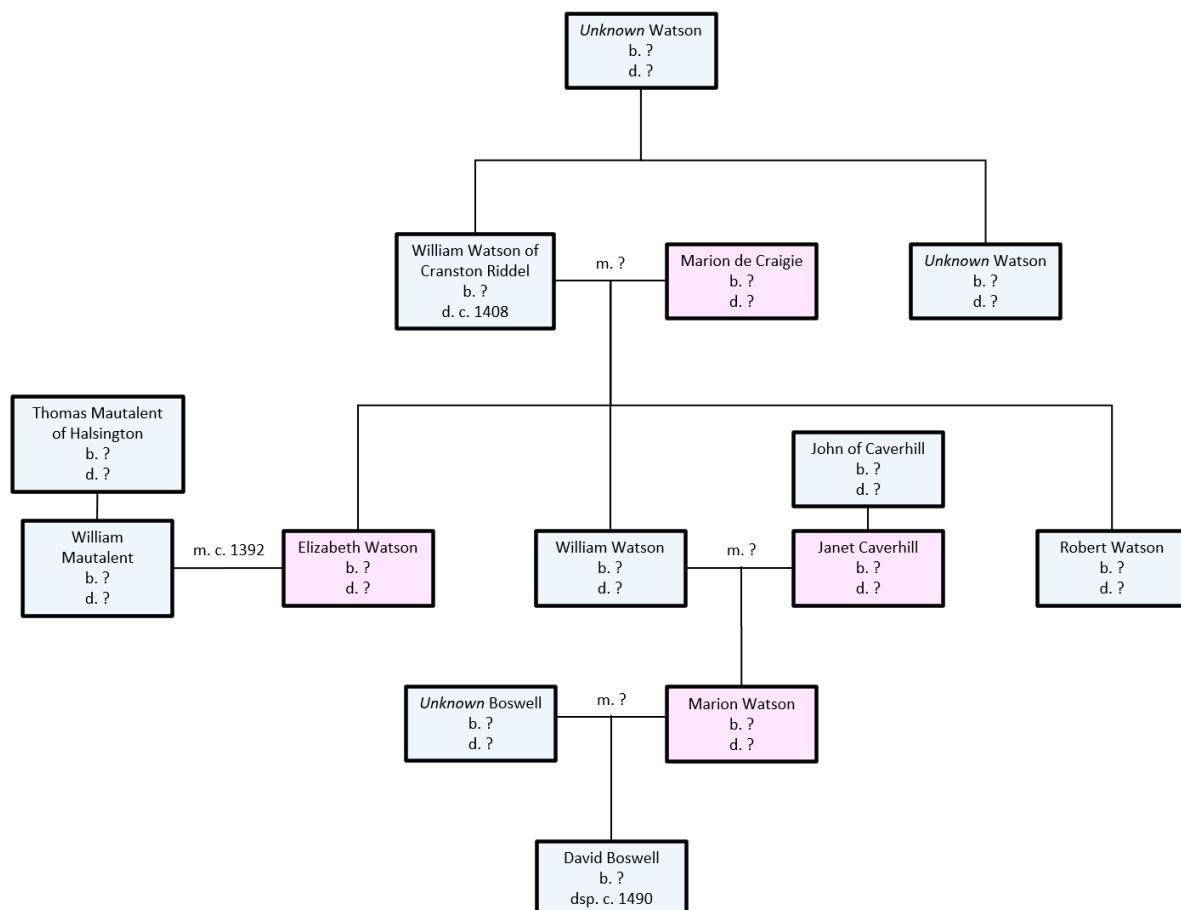 Unknown Watson
b. ?
d. ?
William Watson of
Cranston Riddel
b. ?
d. c. 1408
m. ?
Marion de Craigie
b. ?
d. ?
Unknown Watson
b. ?
d. ?
Thomas Mautalent
of Halsington
b. ?
d. ?
John of Caverhill
b. ?
d. ?
William
Mautalent
b. ?
d. ?
m. c. 1392
Elizabeth Watson
b. ?
d. ?
William Watson
b. ?
d. ?
m. ?
Janet Caverhill
b. ?
d. ?
Robert Watson
b. ?
d. ?
Unknown Boswell
b. ?
d. ?
m. ?
Marion Watson
b. ?
d. ?
David Boswell
b. ?
dsp. c. 1490